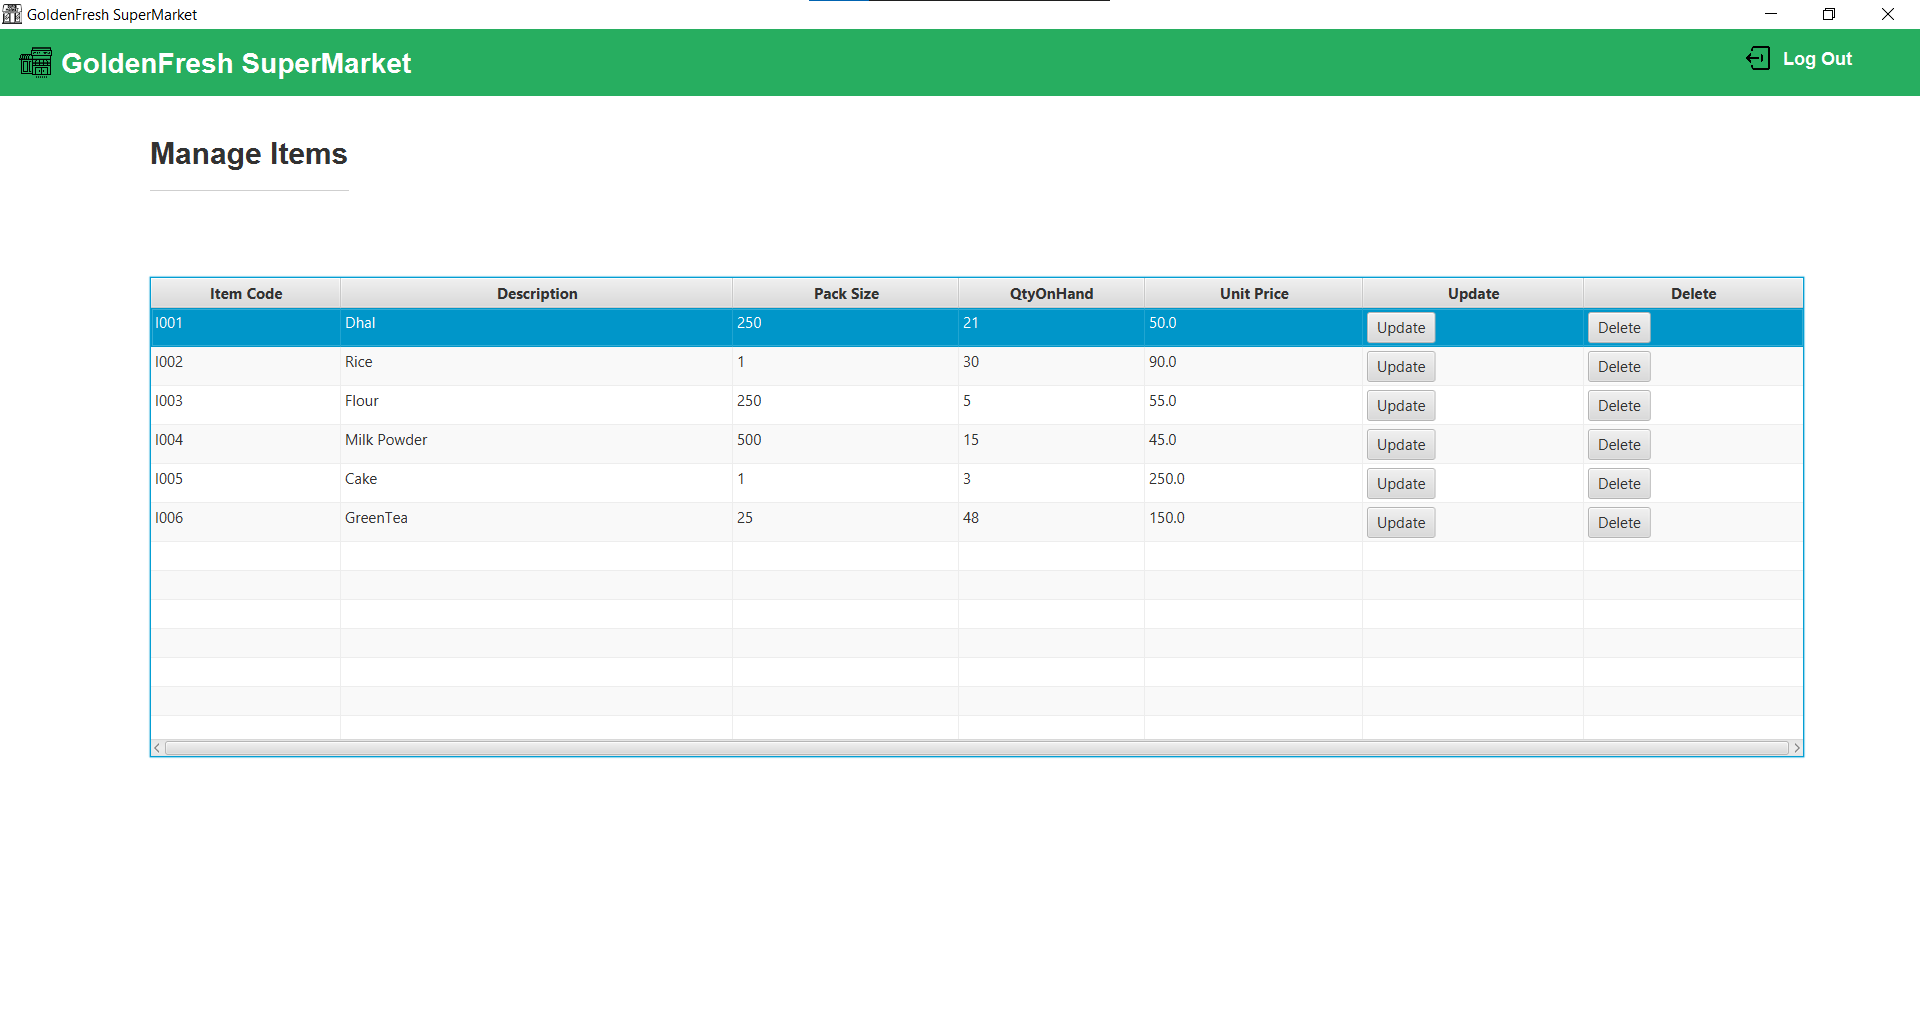 GoldenFresh SuperMarket
GoldenFresh SuperMarket Log Out
Manage Items
Item Code Description Pack Size QtyOnHand Unit Price Update Delete
I001 Dhal 250 21 50.0 Update Delete
I002 Rice 1 30 90.0 Update Delete
I003 Flour 250 5 55.0 Update Delete
I004 Milk Powder 500 15 45.0 Update Delete
I005 Cake 1 3 250.0 Update Delete
I006 GreenTea 25 48 150.0 Update Delete